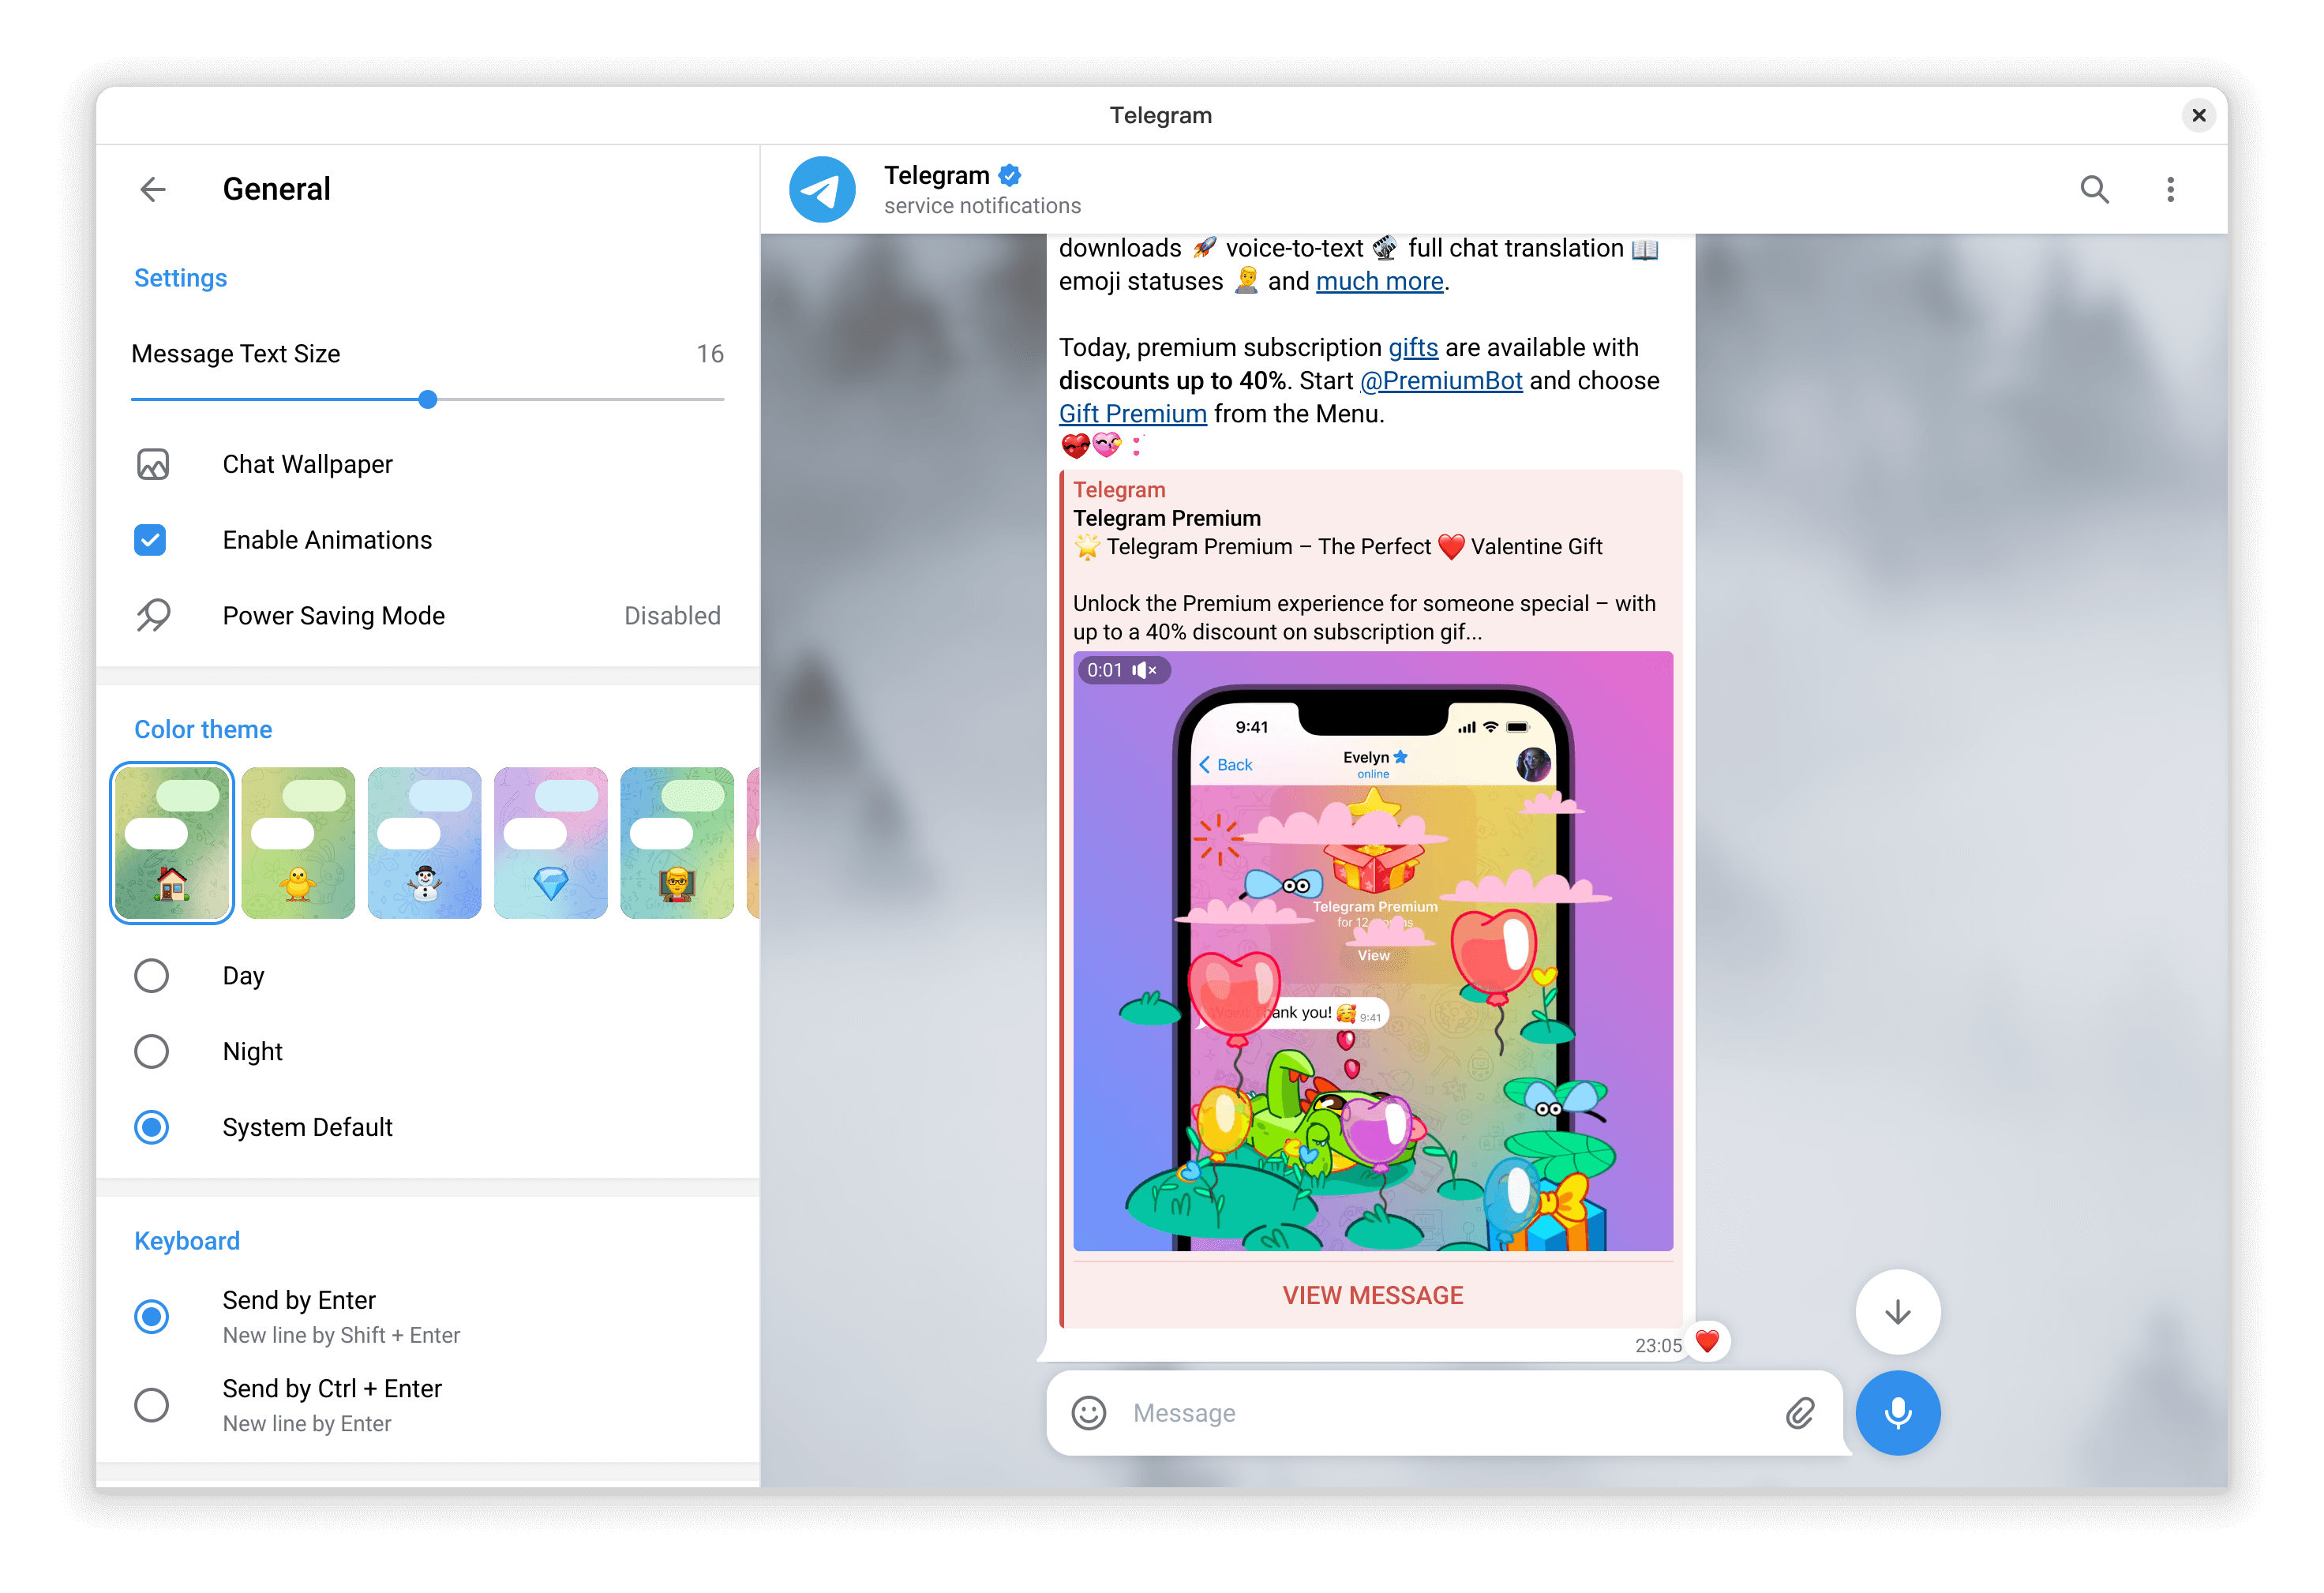 Telegram
General
Settings
Message Text Size 16
Chat Wallpaper
Enable Animations
Power Saving Mode Disabled
Color theme
Day
Night
System Default
Keyboard
Send by Enter
New line by Shift + Enter
Send by Ctrl + Enter
New line by Enter
Telegram
service notifications
downloads 🚀 voice-to-text full chat translation 📖
emoji statuses and much more.
Today, premium subscription gifts are available with
discounts up to 40%. Start @PremiumBot and choose
Gift Premium from the Menu.
Telegram
Telegram Premium
🌟 Telegram Premium – The Perfect ❤️ Valentine Gift
Unlock the Premium experience for someone special – with
up to a 40% discount on subscription gif...
0:01
9:41
Back
Evelyn
online
Telegram Premium
for 12
View
ank you! 🥰 9:41
VIEW MESSAGE
23:05 ❤️
Message